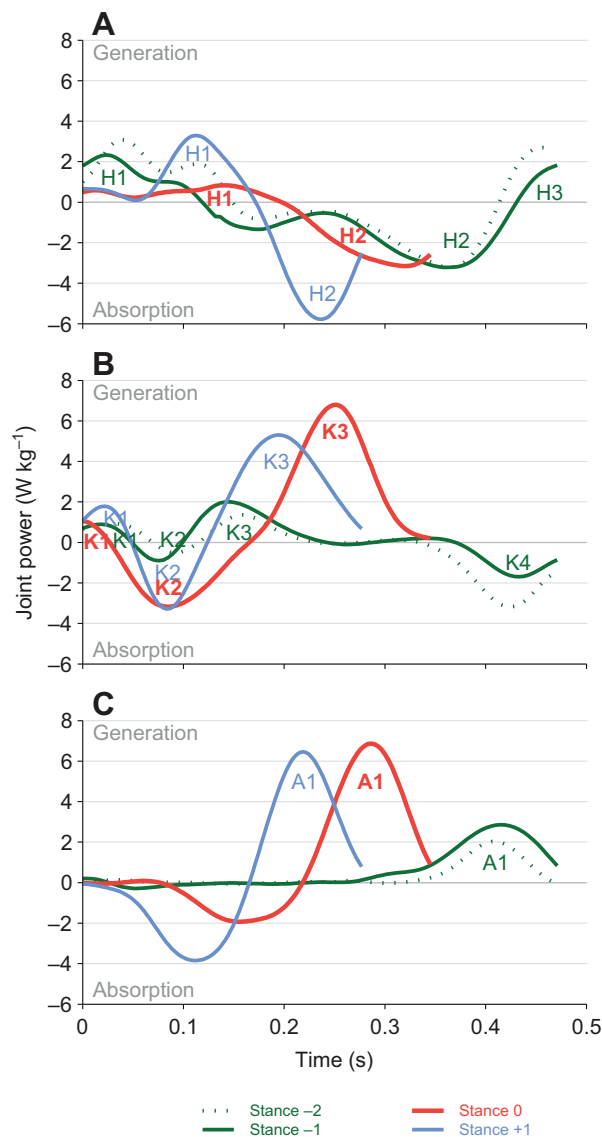 A
8
Generation
6
4
H1
2
H1
H1
H3
0
H2
H2
–2
–4
H2
Absorption
–6
B
8
Generation
6
K3
4
K3
2
K1
K1
K1
K2
K3
0
K4
K2
–2
K2
–4
Absorption
–6
Joint power (W kg–1)
C
8
Generation
6
A1
A1
4
2
A1
0
–2
–4
Absorption
–6
0 0.1 0.2 0.3 0.4 0.5
Time (s)
Stance –2 Stance 0
Stance –1 Stance +1